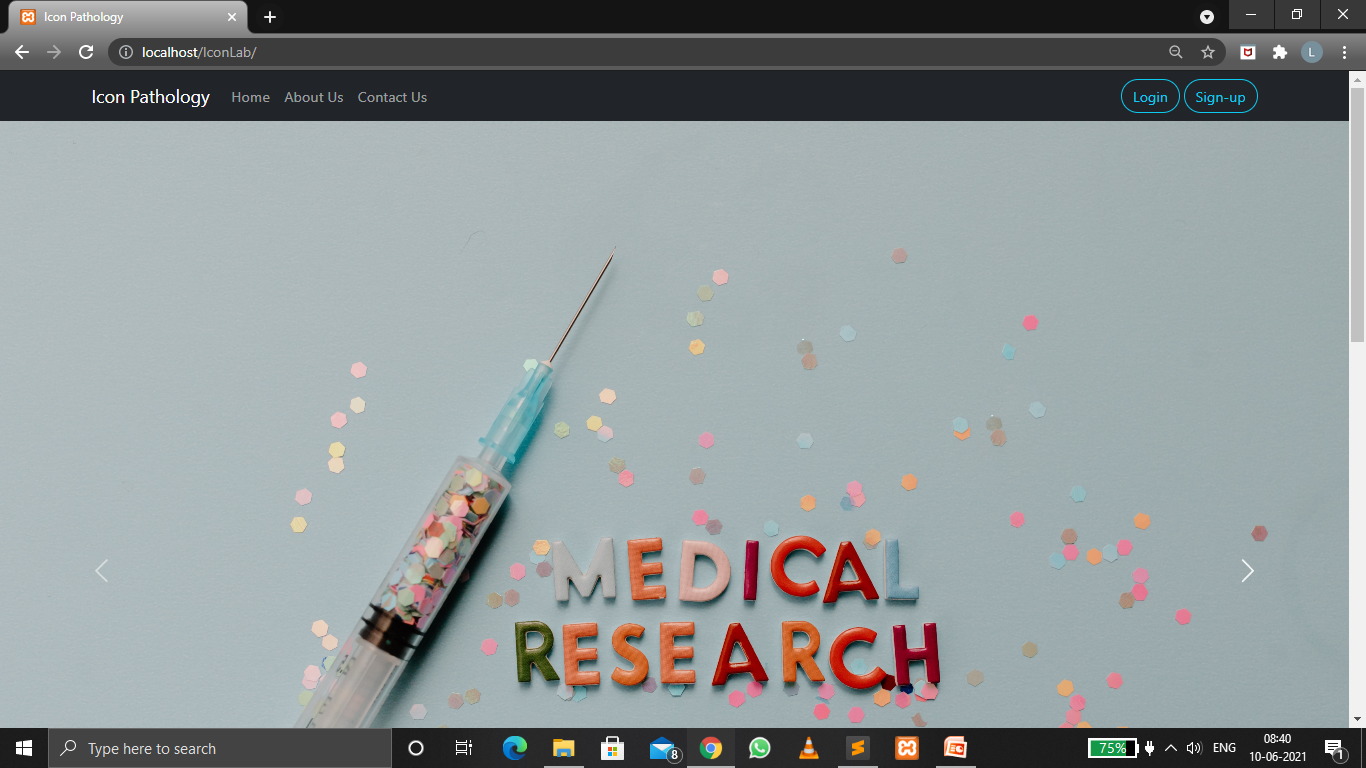 Icon Pathology
localhost/IconLab/
L
Icon Pathology Home About Us Contact Us Login Sign-up
MEDICAL
RESEARCH
Type here to search
8
75%
ENG
08:40
10-06-2021
1